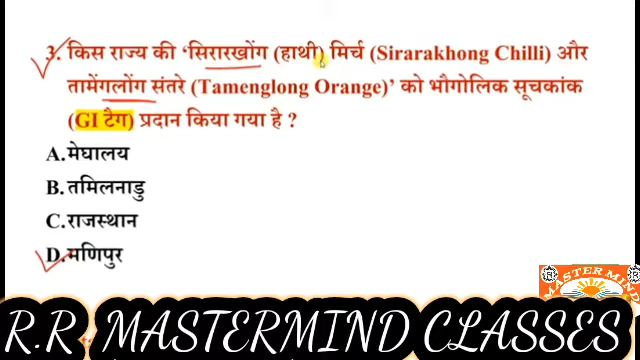 3. किस राज्य की ‘सिरारखोंग (हाथी) मिर्च (Sirarakhong Chilli) और
तामेंगलोंग संतरे (Tamenglong Orange)’ को भौगोलिक सूचकांक
(GI टैग) प्रदान किया गया है ?
A. मेघालय
B. तमिलनाडु
C. राजस्थान
D. मणिपुर
MASTER MIND
R.R MASTERMIND CLASSES